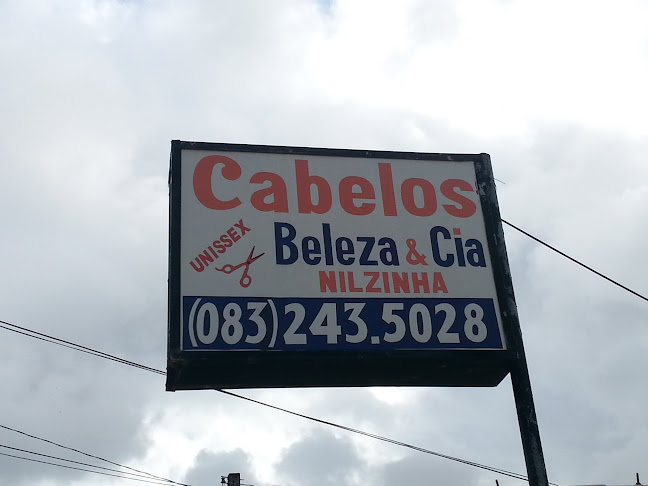 Cabelos
UNISSEX
Beleza & Cia
NILZINHA
(083)243.5028